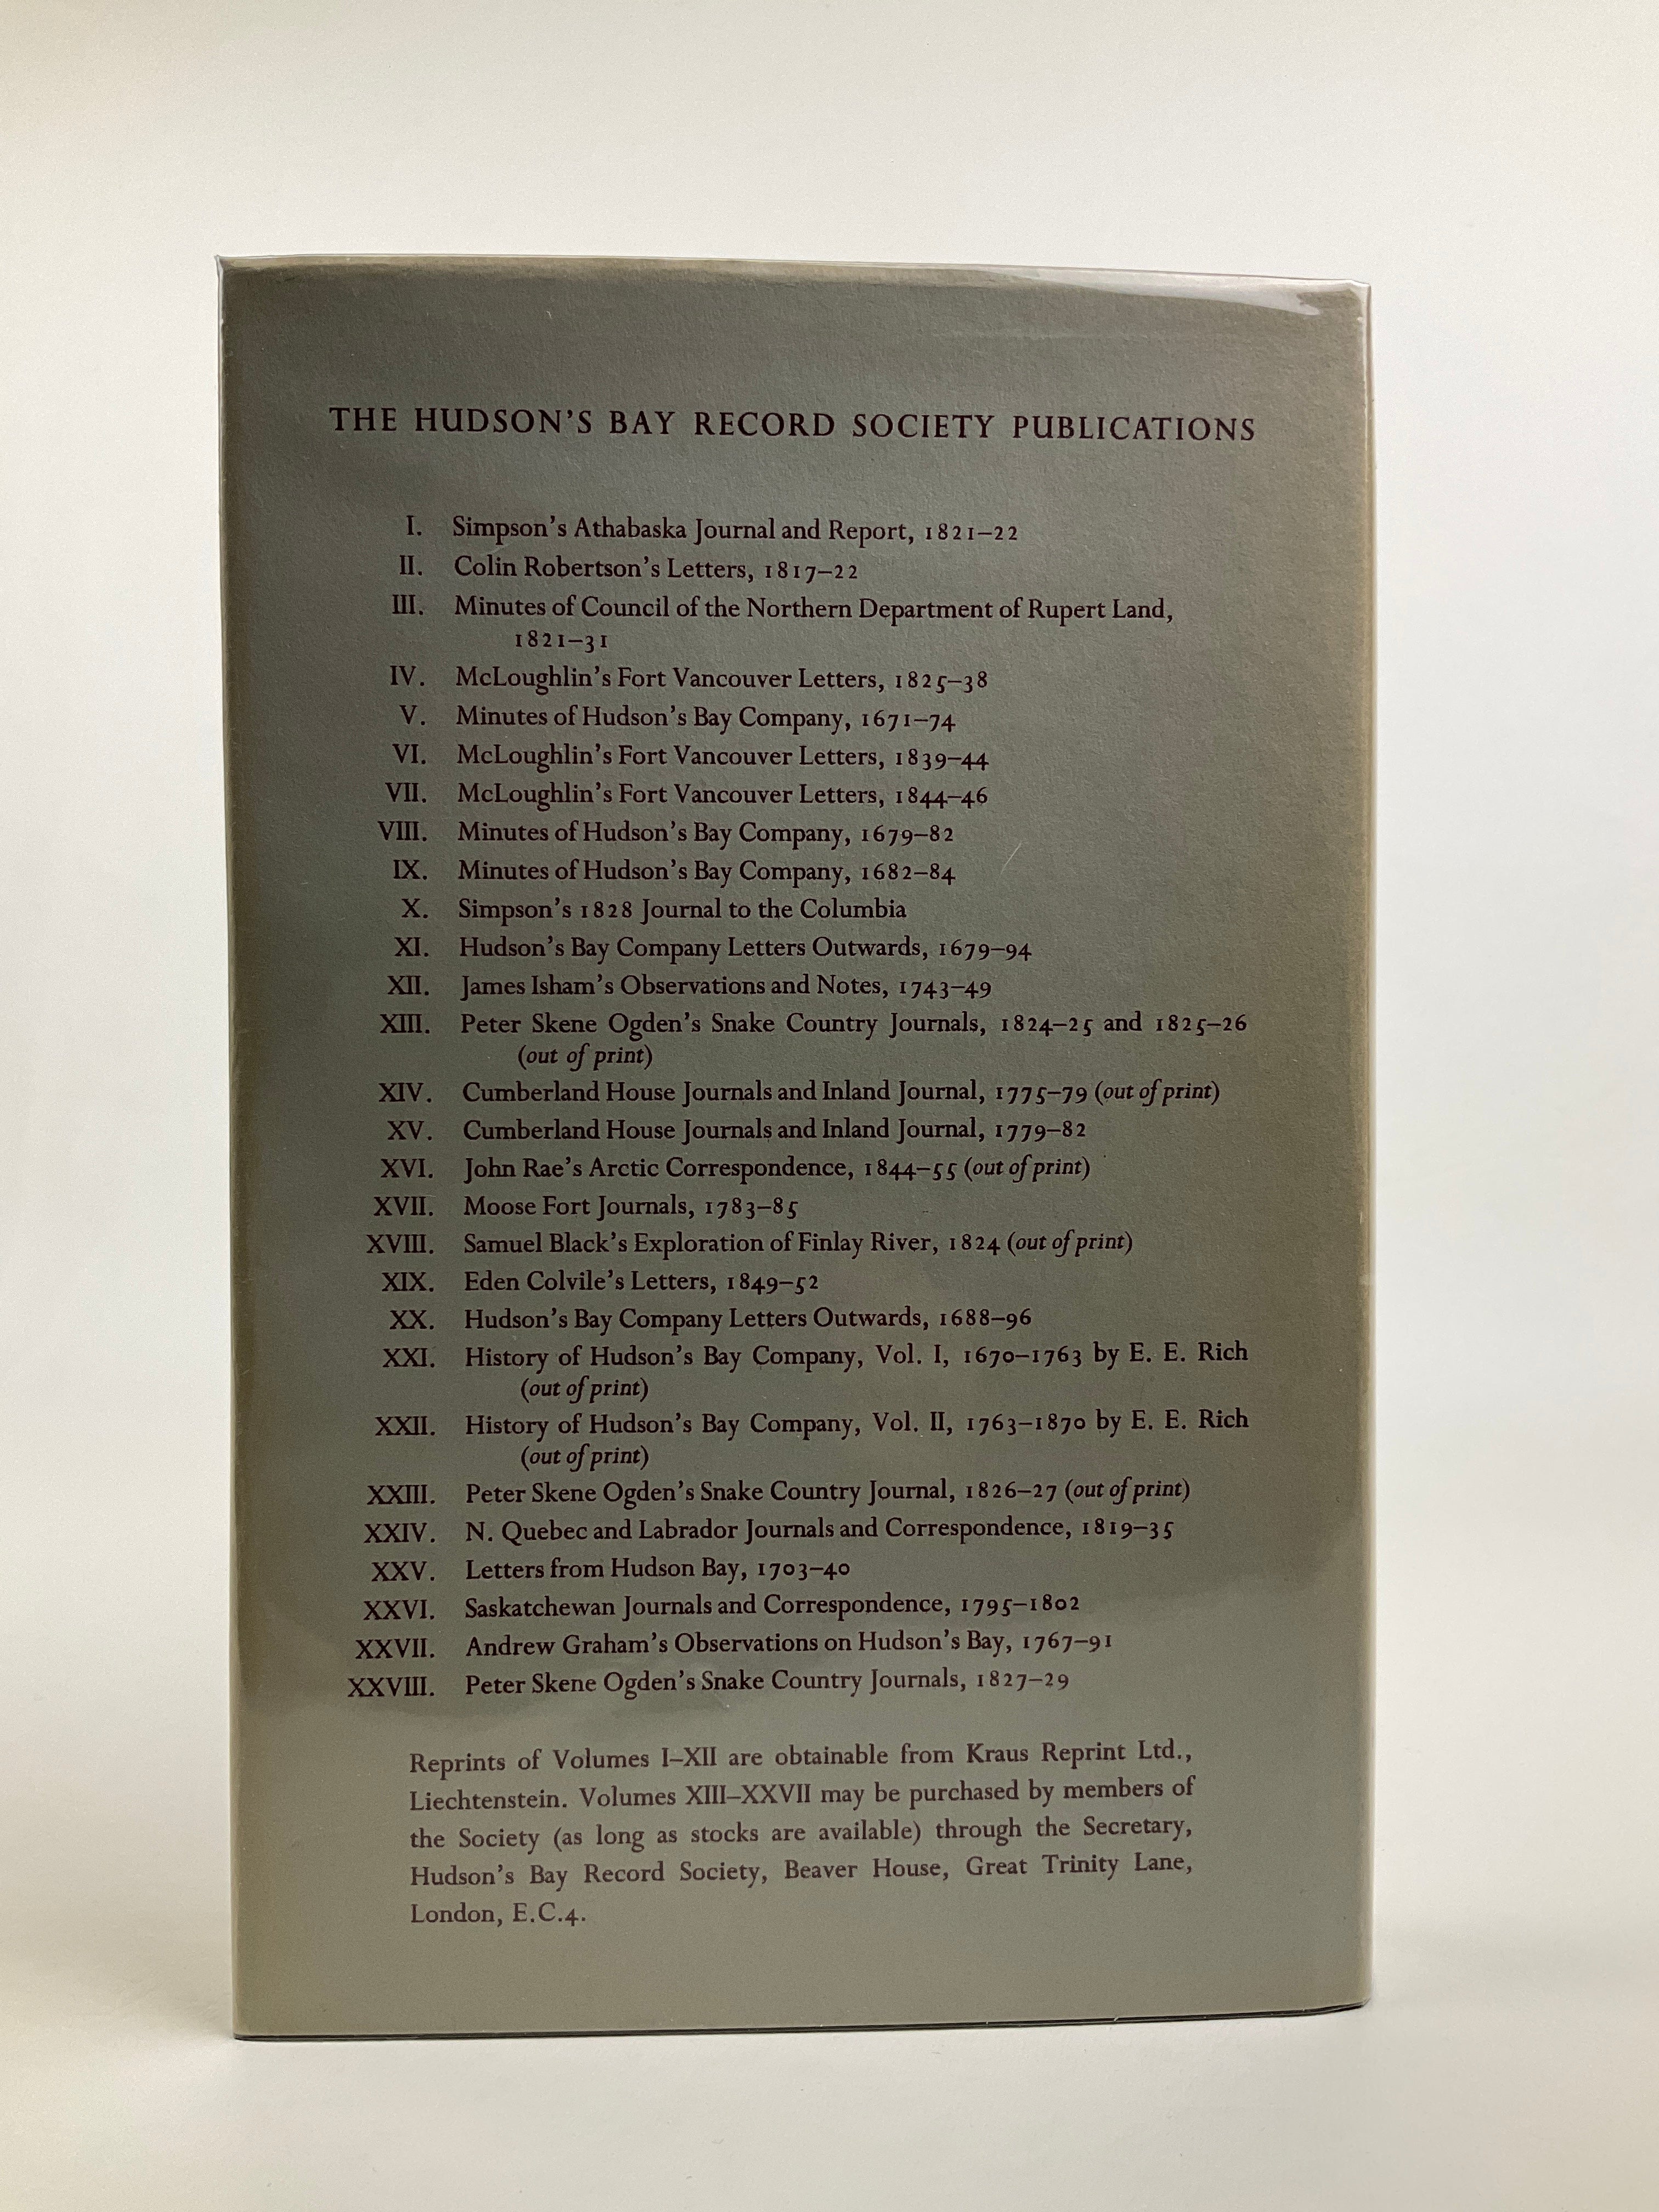 THE HUDSON'S BAY RECORD SOCIETY PUBLICATIONS
I. Simpson's Athabaska Journal and Report, 1821–22
II. Colin Robertson's Letters, 1817–22
III. Minutes of Council of the Northern Department of Rupert Land,
1821–31
IV. McLoughlin's Fort Vancouver Letters, 1825–38
V. Minutes of Hudson's Bay Company, 1671–74
VI. McLoughlin's Fort Vancouver Letters, 1839–44
VII. McLoughlin's Fort Vancouver Letters, 1844–46
VIII. Minutes of Hudson's Bay Company, 1679–82
IX. Minutes of Hudson's Bay Company, 1682–84
X. Simpson's 1828 Journal to the Columbia
XI. Hudson's Bay Company Letters Outwards, 1679–94
XII. James Isham's Observations and Notes, 1743–49
XIII. Peter Skene Ogden's Snake Country Journals, 1824–25 and 1825–26
(out of print)
XIV. Cumberland House Journals and Inland Journal, 1775–79 (out of print)
XV. Cumberland House Journals and Inland Journal, 1779–82
XVI. John Rae's Arctic Correspondence, 1844–55 (out of print)
XVII. Moose Fort Journals, 1783–85
XVIII. Samuel Black's Exploration of Finlay River, 1824 (out of print)
XIX. Eden Colvile's Letters, 1849–52
XX. Hudson's Bay Company Letters Outwards, 1688–96
XXI. History of Hudson's Bay Company, Vol. I, 1670–1763 by E. E. Rich
(out of print)
XXII. History of Hudson's Bay Company, Vol. II, 1763–1870 by E. E. Rich
(out of print)
XXIII. Peter Skene Ogden's Snake Country Journal, 1826–27 (out of print)
XXIV. N. Quebec and Labrador Journals and Correspondence, 1819–35
XXV. Letters from Hudson Bay, 1703–40
XXVI. Saskatchewan Journals and Correspondence, 1795–1802
XXVII. Andrew Graham's Observations on Hudson's Bay, 1767–91
XXVIII. Peter Skene Ogden's Snake Country Journals, 1827–29
Reprints of Volumes I–XII are obtainable from Kraus Reprint Ltd.,
Liechtenstein. Volumes XIII–XXVII may be purchased by members of
the Society (as long as stocks are available) through the Secretary,
Hudson's Bay Record Society, Beaver House, Great Trinity Lane,
London, E.C.4.